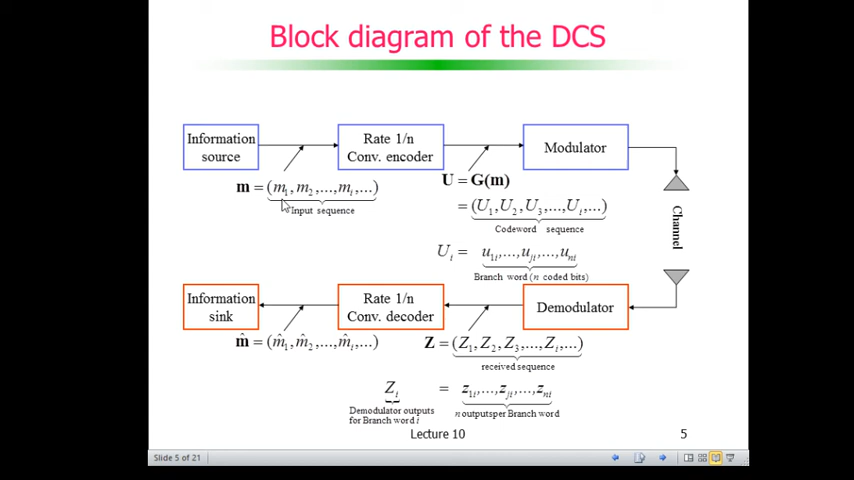 Block diagram of the DCS
Information source
Rate 1/n Conv. encoder
Modulator
m = (m₁, m₂,..., mᵢ,...)
Input sequence
U = G(m)
= (U₁, U₂, U₃,..., Uᵢ,...)
Codeword sequence
Uᵢ = u₁ᵢ,...,uⱼᵢ,...,uₙᵢ
Branch word (n coded bits)
Channel
Information sink
Rate 1/n Conv. decoder
Demodulator
m̂ = (m̂₁, m̂₂,..., m̂ᵢ,...)
Z = (Z₁, Z₂, Z₃,..., Zᵢ,...)
received sequence
Zᵢ = z₁ᵢ,...,zⱼᵢ,...,zₙᵢ
Demodulator outputs for Branch word i
n outputsper Branch word
Lecture 10
5
Slide 5 of 21